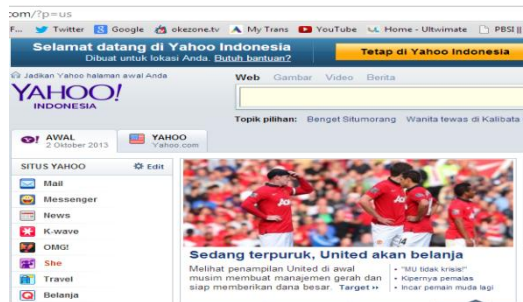 com/?p=us
F... Twitter Google okezone.tv My Trans YouTube Home - Ultwimate PBSI ||
Selamat datang di Yahoo Indonesia
Dibuat untuk lokasi Anda. Butuh bantuan?
Tetap di Yahoo Indonesia
Jadikan Yahoo halaman awal Anda
Web Gambar Video Berita
YAHOO!
INDONESIA
Topik pilihan: Benget Situmorang Wanita tewas di Kalibata
AWAL
2 Oktober 2013
YAHOO
Yahoo.com
SITUS YAHOO Edit
Mail
Messenger
News
K-wave
OMG!
She
Travel
Belanja
Sedang terpuruk, United akan belanja
Melihat penampilan United di awal
musim membuat manajemen gerah dan
siap memberikan dana besar. Target ››
• "MU tidak krisis!"
• Kipernya pemalas
• Incar pemain muda lagi